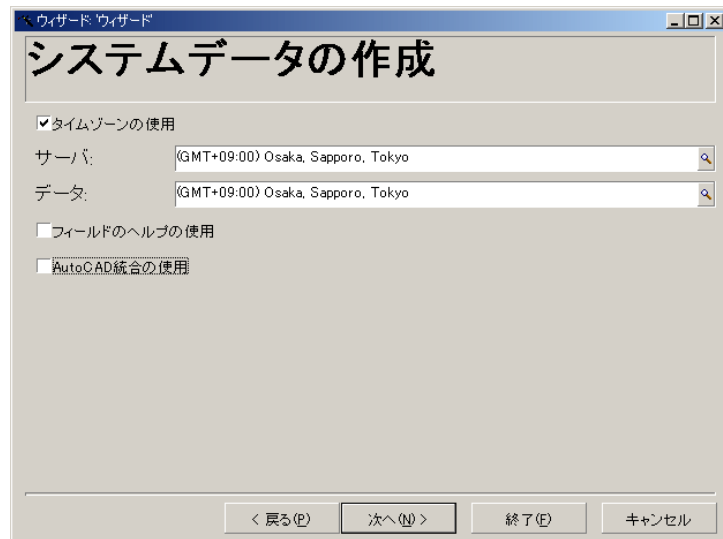 ウィザード: 'ウィザード'
システムデータの作成
タイムゾーンの使用
サーバ: (GMT+09:00) Osaka, Sapporo, Tokyo
データ: (GMT+09:00) Osaka, Sapporo, Tokyo
フィールドのヘルプの使用
AutoCAD統合の使用
< 戻る(P) 次へ(N) > 終了(F) キャンセル